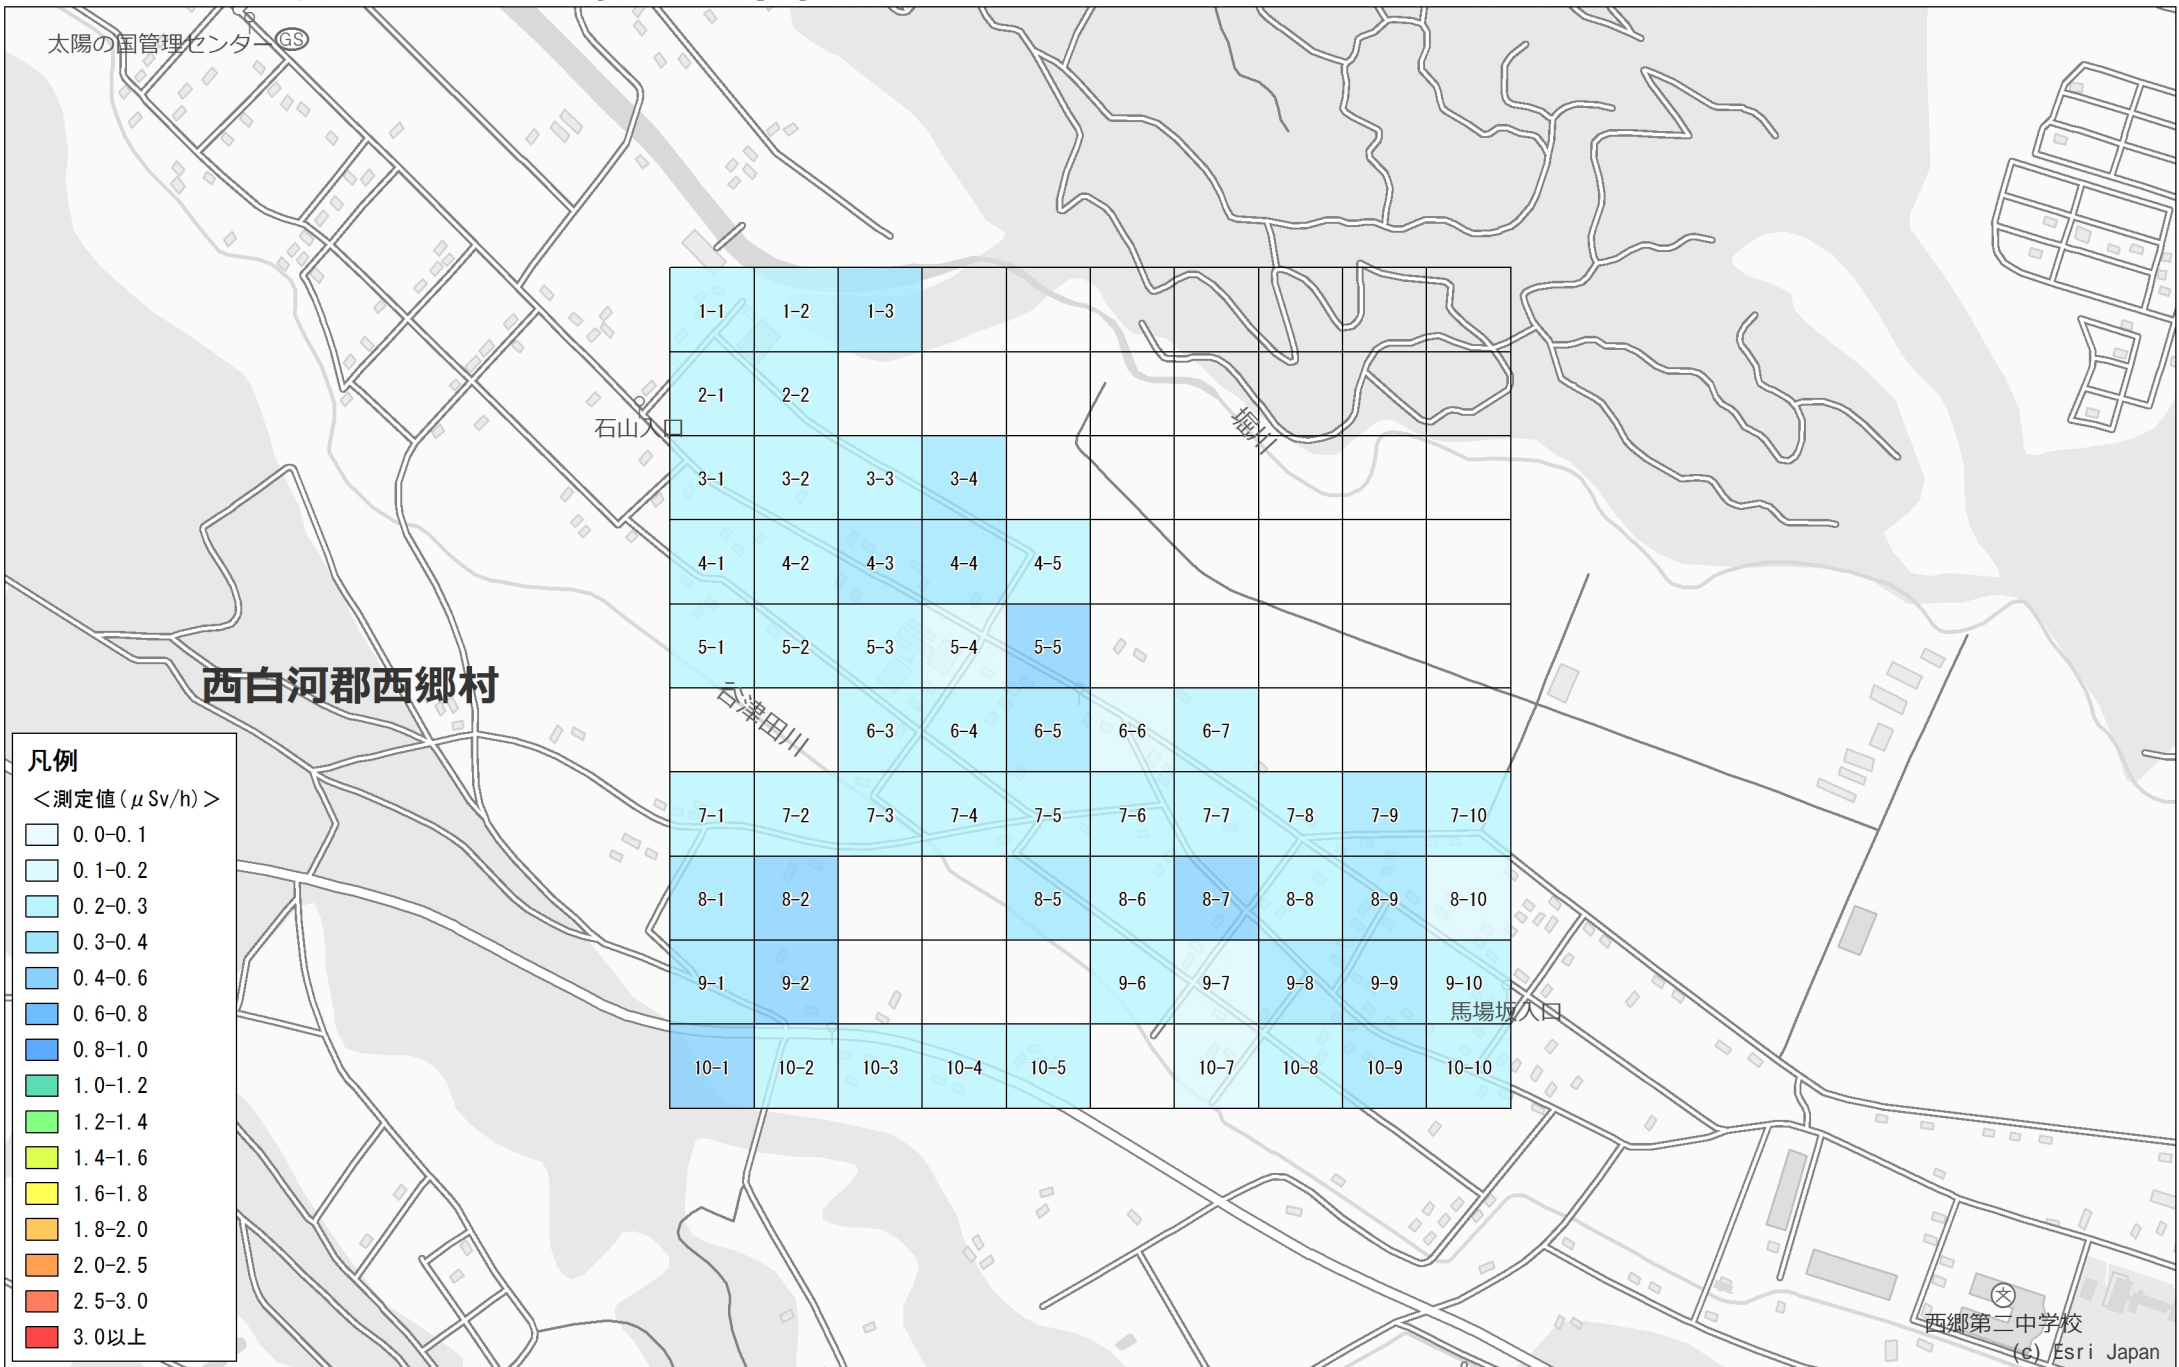 太陽の国管理センター
GS
1-1 1-2 1-3
2-1 2-2
石山入口
堀川
3-1 3-2 3-3 3-4
4-1 4-2 4-3 4-4 4-5
5-1 5-2 5-3 5-4 5-5
西白河郡西郷村
谷津田川
6-3 6-4 6-5 6-6 6-7
7-1 7-2 7-3 7-4 7-5 7-6 7-7 7-8 7-9 7-10
8-1 8-2 8-5 8-6 8-7 8-8 8-9 8-10
9-1 9-2 9-6 9-7 9-8 9-9 9-10
馬場坂入口
10-1 10-2 10-3 10-4 10-5 10-7 10-8 10-9 10-10
凡例
＜測定値(μSv/h)＞
0.0-0.1
0.1-0.2
0.2-0.3
0.3-0.4
0.4-0.6
0.6-0.8
0.8-1.0
1.0-1.2
1.2-1.4
1.4-1.6
1.6-1.8
1.8-2.0
2.0-2.5
2.5-3.0
3.0以上
文
西郷第二中学校
(c) Esri Japan